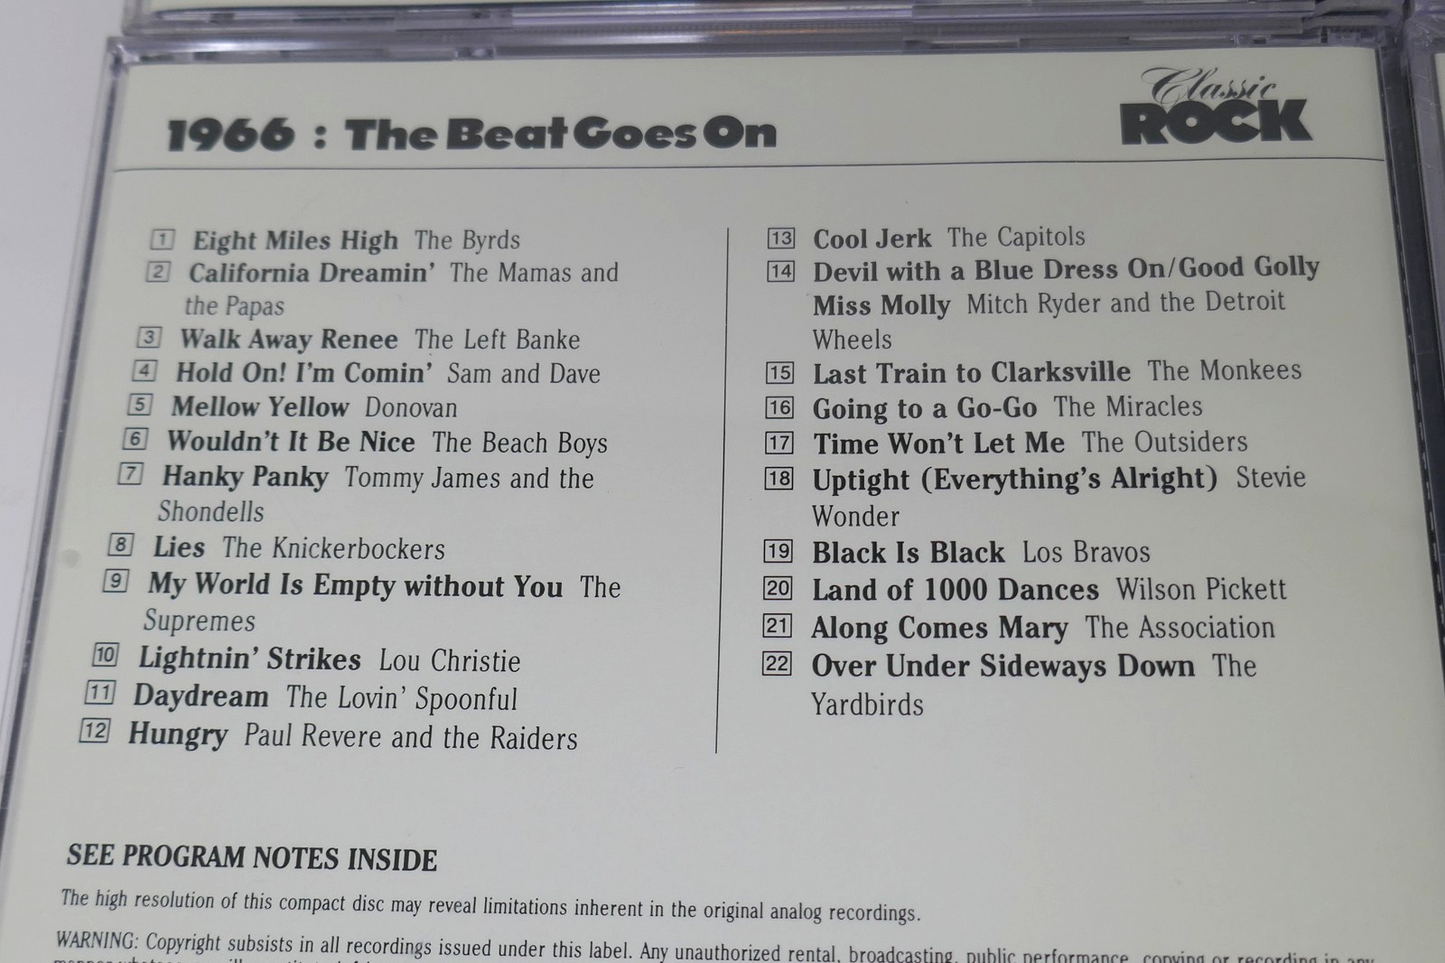 1966 : The Beat Goes On
Classic
ROCK
1 Eight Miles High The Byrds
2 California Dreamin' The Mamas and
the Papas
3 Walk Away Renee The Left Banke
4 Hold On! I'm Comin' Sam and Dave
5 Mellow Yellow Donovan
6 Wouldn't It Be Nice The Beach Boys
7 Hanky Panky Tommy James and the
Shondells
8 Lies The Knickerbockers
9 My World Is Empty without You The
Supremes
10 Lightnin' Strikes Lou Christie
11 Daydream The Lovin' Spoonful
12 Hungry Paul Revere and the Raiders
13 Cool Jerk The Capitols
14 Devil with a Blue Dress On/Good Golly
Miss Molly Mitch Ryder and the Detroit
Wheels
15 Last Train to Clarksville The Monkees
16 Going to a Go-Go The Miracles
17 Time Won't Let Me The Outsiders
18 Uptight (Everything's Alright) Stevie
Wonder
19 Black Is Black Los Bravos
20 Land of 1000 Dances Wilson Pickett
21 Along Comes Mary The Association
22 Over Under Sideways Down The
Yardbirds
SEE PROGRAM NOTES INSIDE
The high resolution of this compact disc may reveal limitations inherent in the original analog recordings.
WARNING: Copyright subsists in all recordings issued under this label. Any unauthorized rental, broadcasting, public performance, copying or recording in any